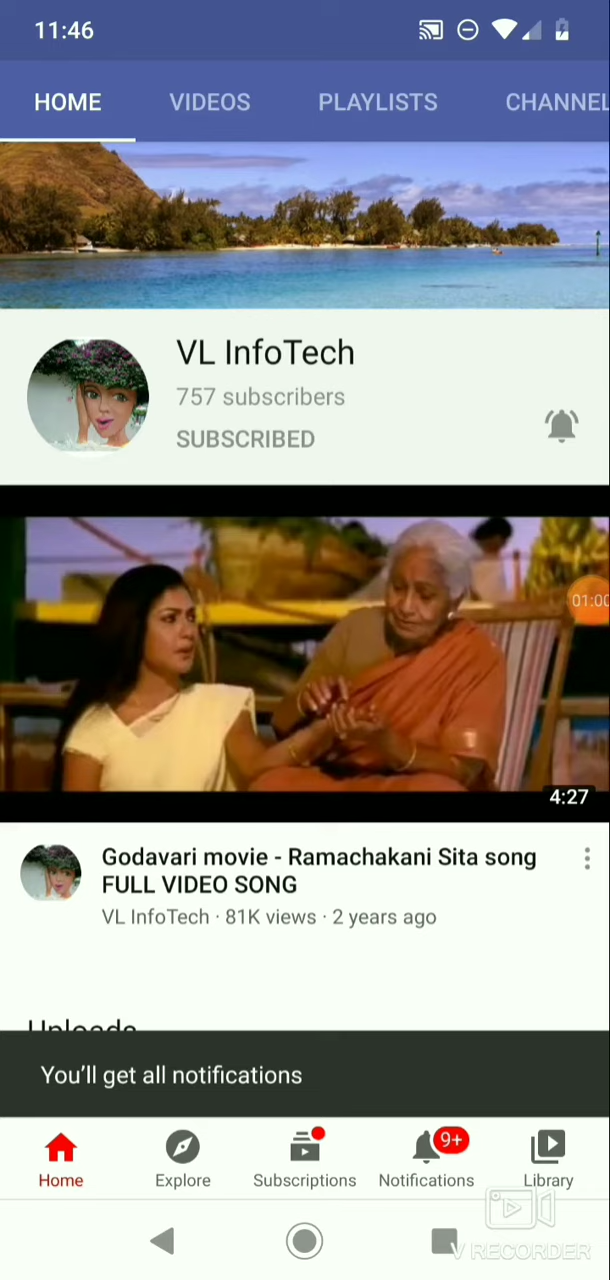 11:46
HOME VIDEOS PLAYLISTS CHANNEL
VL InfoTech
757 subscribers
SUBSCRIBED
01:00
4:27
Godavari movie - Ramachakani Sita song
FULL VIDEO SONG
VL InfoTech · 81K views · 2 years ago
Uploads
You’ll get all notifications
9+
Home Explore Subscriptions Notifications Library
V RECORDER